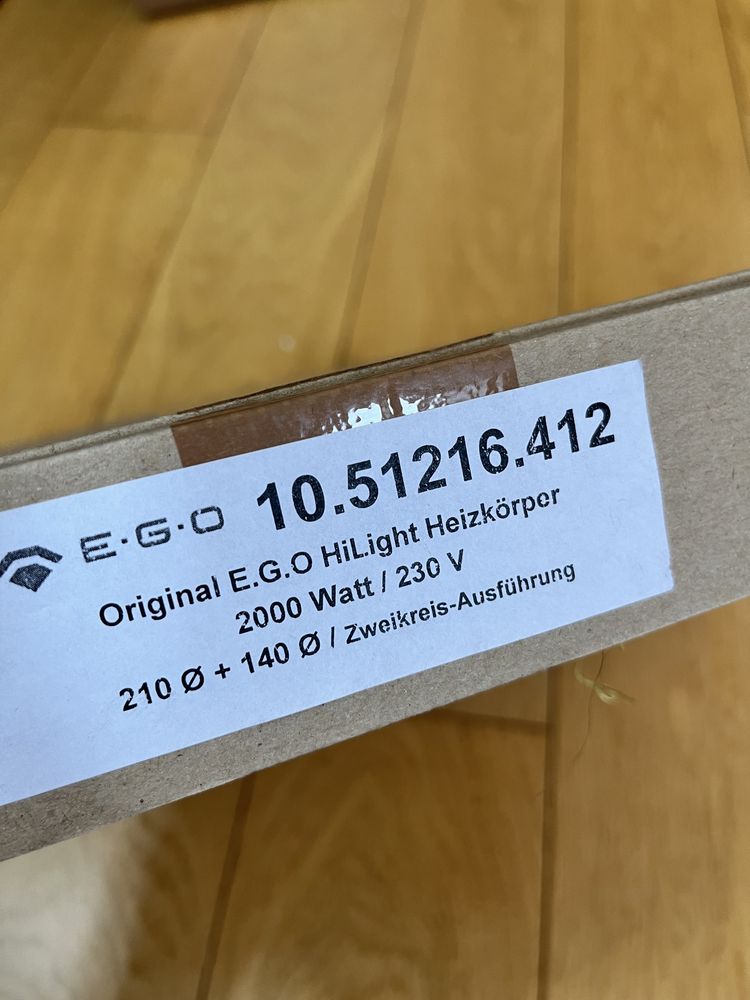 E·G·O 10.51216.412
Original E.G.O HiLight Heizkörper
2000 Watt / 230 V
210 Ø + 140 Ø / Zweikreis-Ausführung